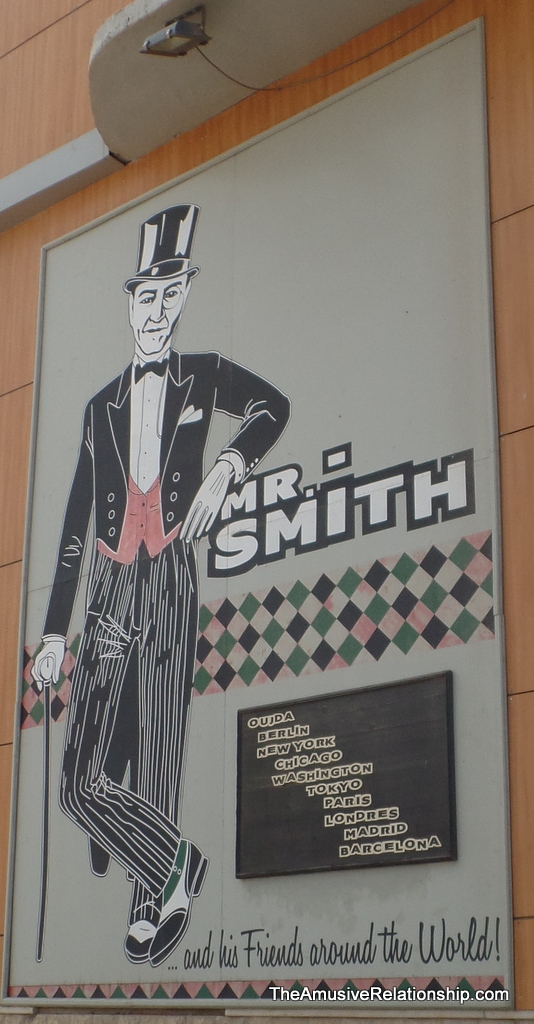 MR.
SMiTH
OUJDA
BERLIN
NEW YORK
CHICAGO
WASHINGTON
TOKYO
PARIS
LONDRES
MADRID
BARCELONA
... and his Friends around the World!
TheAmusiveRelationship.com